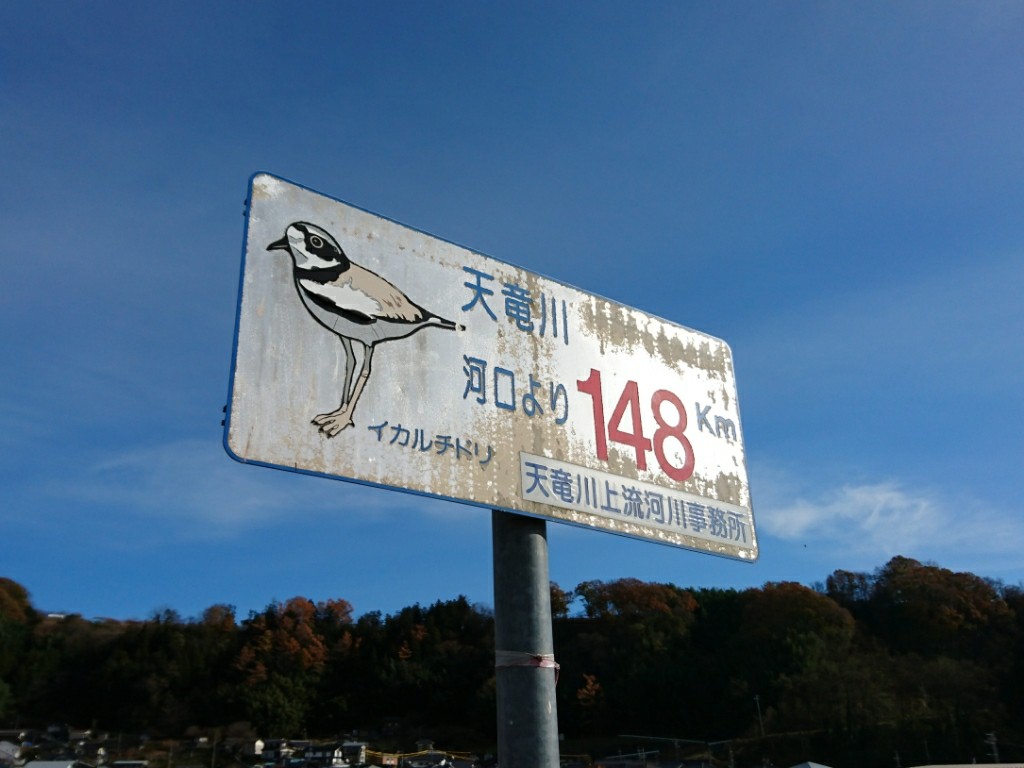 天竜川
河口より 148 Km
イカルチドリ
天竜川上流河川事務所